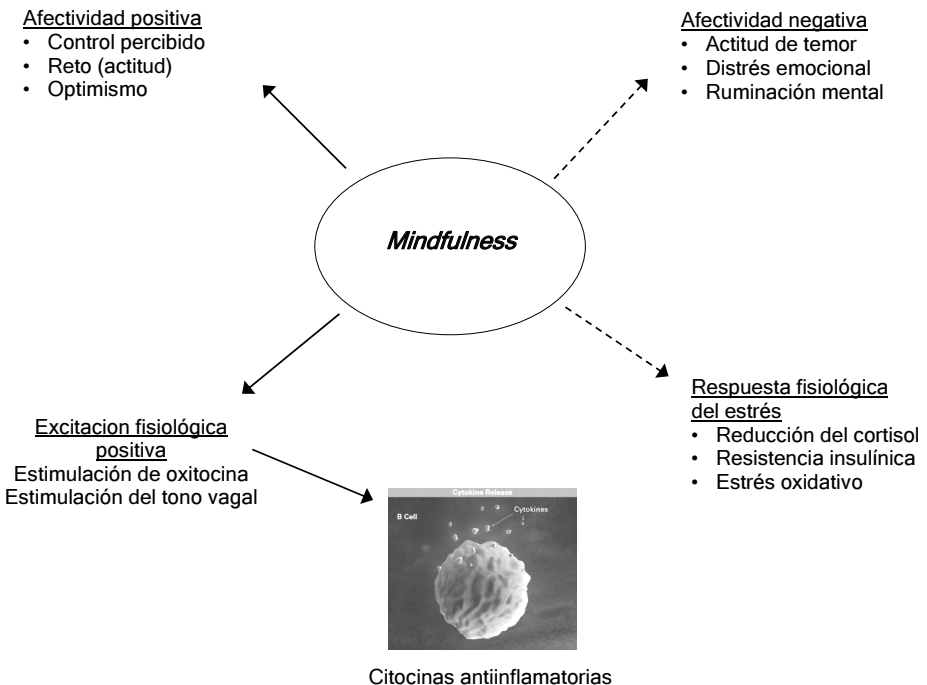 Afectividad positiva
• Control percibido
• Reto (actitud)
• Optimismo
Afectividad negativa
• Actitud de temor
• Distrés emocional
• Ruminación mental
Mindfulness
Excitacion fisiológica
positiva
Estimulación de oxitocina
Estimulación del tono vagal
Respuesta fisiológica
del estrés
• Reducción del cortisol
• Resistencia insulínica
• Estrés oxidativo
Cytokine Release
B Cell
Cytokines
Citocinas antiinflamatorias